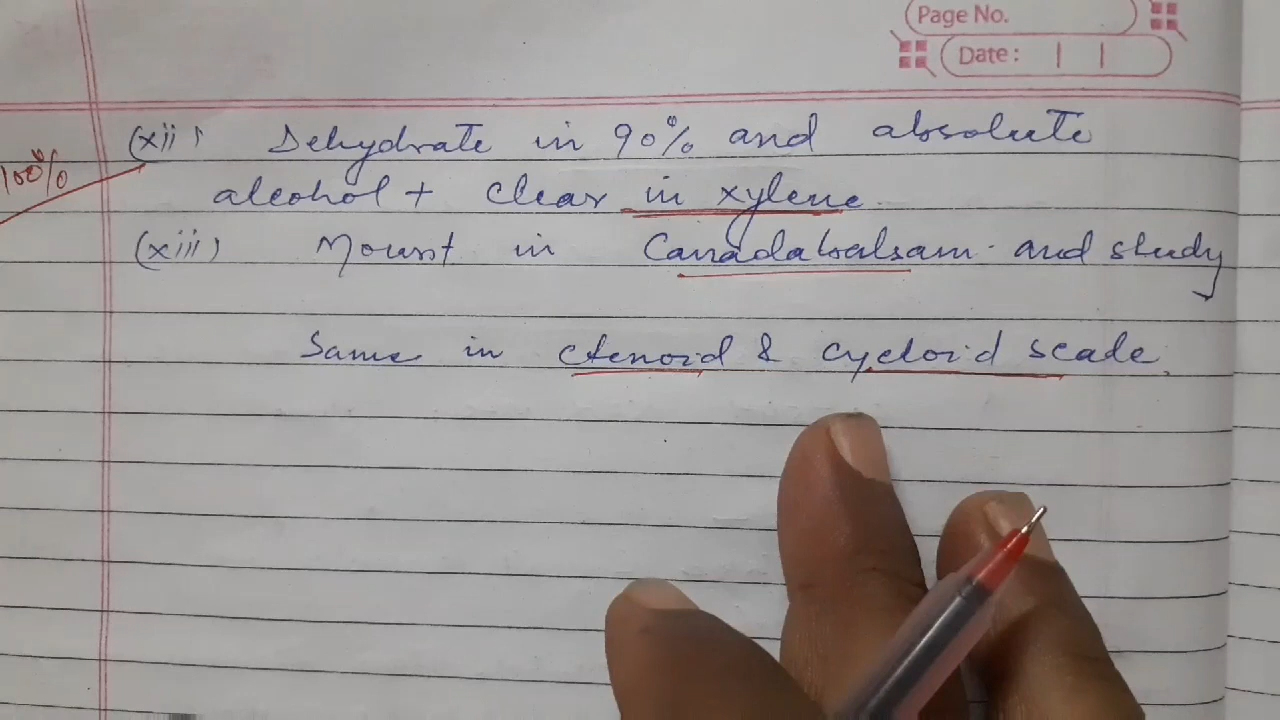 Page No.
Date :
100%
(xii) Dehydrate in 90% and absolute
alcohol + Clear in xylene.
(xiii) Mount in Canadabalsam. and study
Same in ctenoid & cycloid scale.